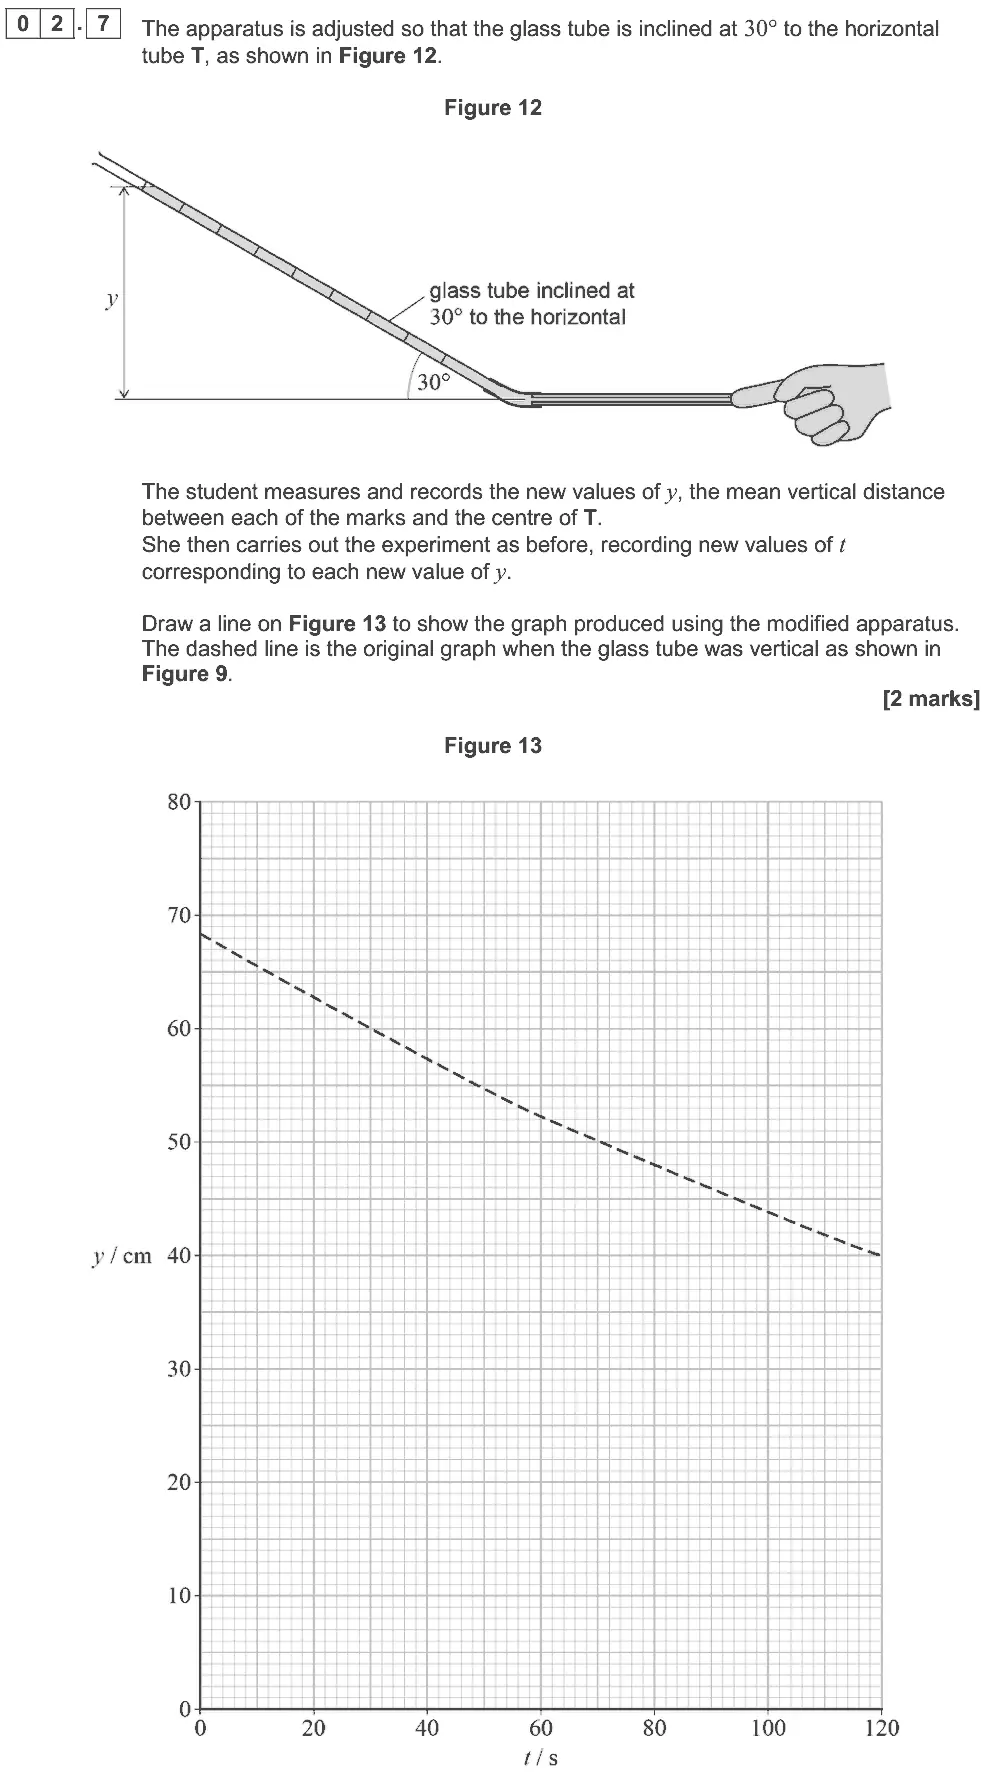 0 2 . 7 The apparatus is adjusted so that the glass tube is inclined at 30° to the horizontal
tube T, as shown in Figure 12.
Figure 12
y
glass tube inclined at
30° to the horizontal
30°
The student measures and records the new values of y, the mean vertical distance
between each of the marks and the centre of T.
She then carries out the experiment as before, recording new values of t
corresponding to each new value of y.
Draw a line on Figure 13 to show the graph produced using the modified apparatus.
The dashed line is the original graph when the glass tube was vertical as shown in
Figure 9.
[2 marks]
Figure 13
80
70
60
50
y / cm 40
30
20
10
0
0 20 40 60 80 100 120
t / s